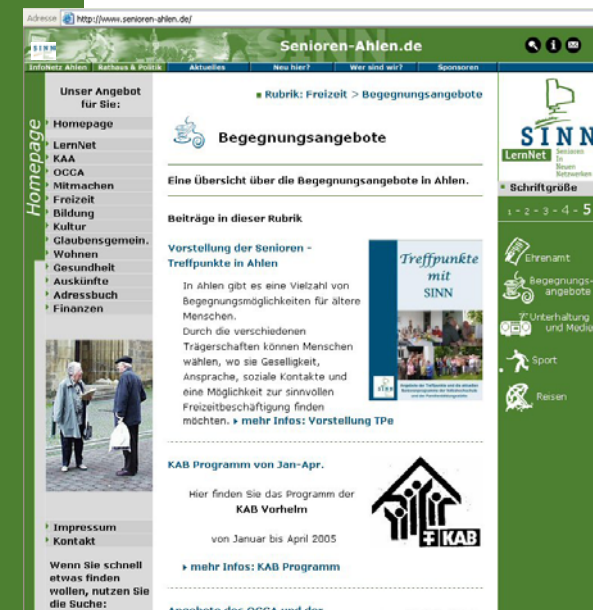 Adresse http://www.senioren-ahlen.de/
SINN
Senioren-Ahlen.de
InfoNetz Ahlen Rathaus & Politik Aktuelles Neu hier? Wer sind wir? Sponsoren
Homepage
Unser Angebot
für Sie:
Homepage
LernNet
KAA
OCCA
Mitmachen
Freizeit
Bildung
Kultur
Glaubensgemein.
Wohnen
Gesundheit
Auskünfte
Adressbuch
Finanzen
Impressum
Kontakt
Wenn Sie schnell
etwas finden
wollen, nutzen Sie
die Suche:
Rubrik: Freizeit > Begegnungsangebote
Begegnungsangebote
Eine Übersicht über die Begegnungsangebote in Ahlen.
Beiträge in dieser Rubrik
Vorstellung der Senioren -
Treffpunkte in Ahlen
In Ahlen gibt es eine Vielzahl von
Begegnungsmöglichkeiten für ältere
Menschen.
Durch die verschiedenen
Trägerschaften können Menschen
wählen, wo sie Geselligkeit,
Ansprache, soziale Kontakte und
eine Möglichkeit zur sinnvollen
Freizeitbeschäftigung finden
möchten. mehr Infos: Vorstellung TPe
Treffpunkte
mit
SINN
KAB Programm von Jan-Apr.
Hier finden Sie das Programm der
KAB Vorhelm
von Januar bis April 2005
mehr Infos: KAB Programm
KAB
Angebote des OCCA und der
SINN
LernNet
Senioren
In
Neuen
Netzwerken
Schriftgröße
1 - 2 - 3 - 4 - 5
Ehrenamt
Begegnungs-
angebote
Unterhaltung
und Medie
Sport
Reisen